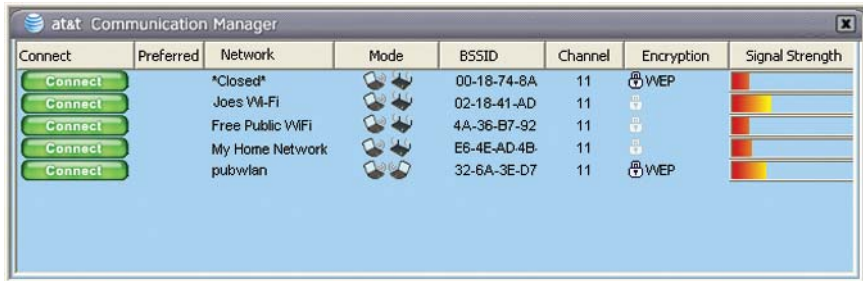 at&t Communication Manager
Connect Preferred Network Mode BSSID Channel Encryption Signal Strength
Connect *Closed* 00-18-74-8A 11 WEP
Connect Joes Wi-Fi 02-18-41-AD 11
Connect Free Public WiFi 4A-36-B7-92 11
Connect My Home Network E6-4E-AD-4B- 11
Connect pubwlan 32-6A-3E-D7 11 WEP